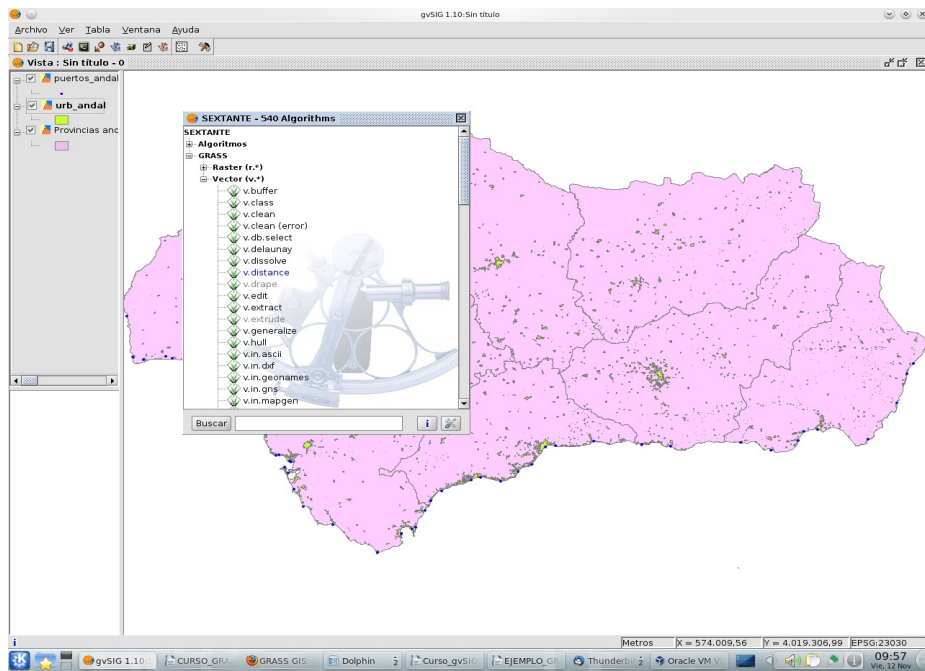 gvSIG 1.10:Sin título
Archivo Ver Tabla Ventana Ayuda
Vista : Sin título - 0
puertos_andal
urb_andal
Provincias anc
SEXTANTE - 540 Algorithms
SEXTANTE
Algoritmos
GRASS
Raster (r.*)
Vector (v.*)
v.buffer
v.class
v.clean
v.clean (error)
v.db.select
v.delaunay
v.dissolve
v.distance
v.drape
v.edit
v.extract
v.extrude
v.generalize
v.hull
v.in.ascii
v.in.dxf
v.in.geonames
v.in.gns
v.in.mapgen
Buscar
i
i
Metros X = 574.009,56 Y = 4.019.306,99 EPSG:23030
gvSIG 1.10: CURSO_GRA GRASS GIS: Dolphin 2 Curso_gvSIG EJEMPLO_GF Thunderbi 2 Oracle VM Vi 09:57
Vie, 12 Nov